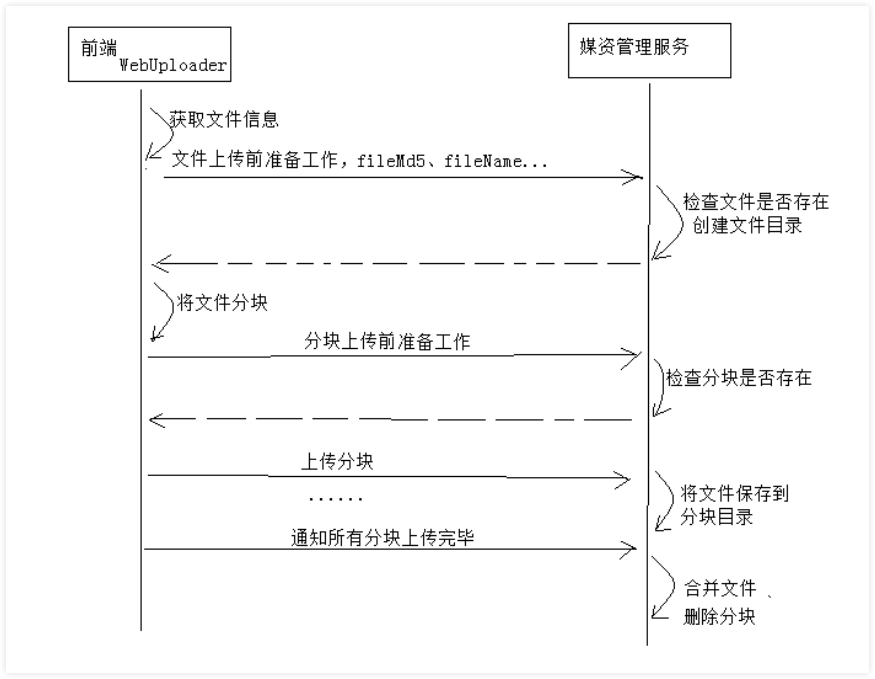 前端
WebUploader
媒资管理服务
获取文件信息
文件上传前准备工作，fileMd5、fileName...
检查文件是否存在
创建文件目录
将文件分块
分块上传前准备工作
检查分块是否存在
上传分块
......
将文件保存到
分块目录
通知所有分块上传完毕
合并文件、
删除分块